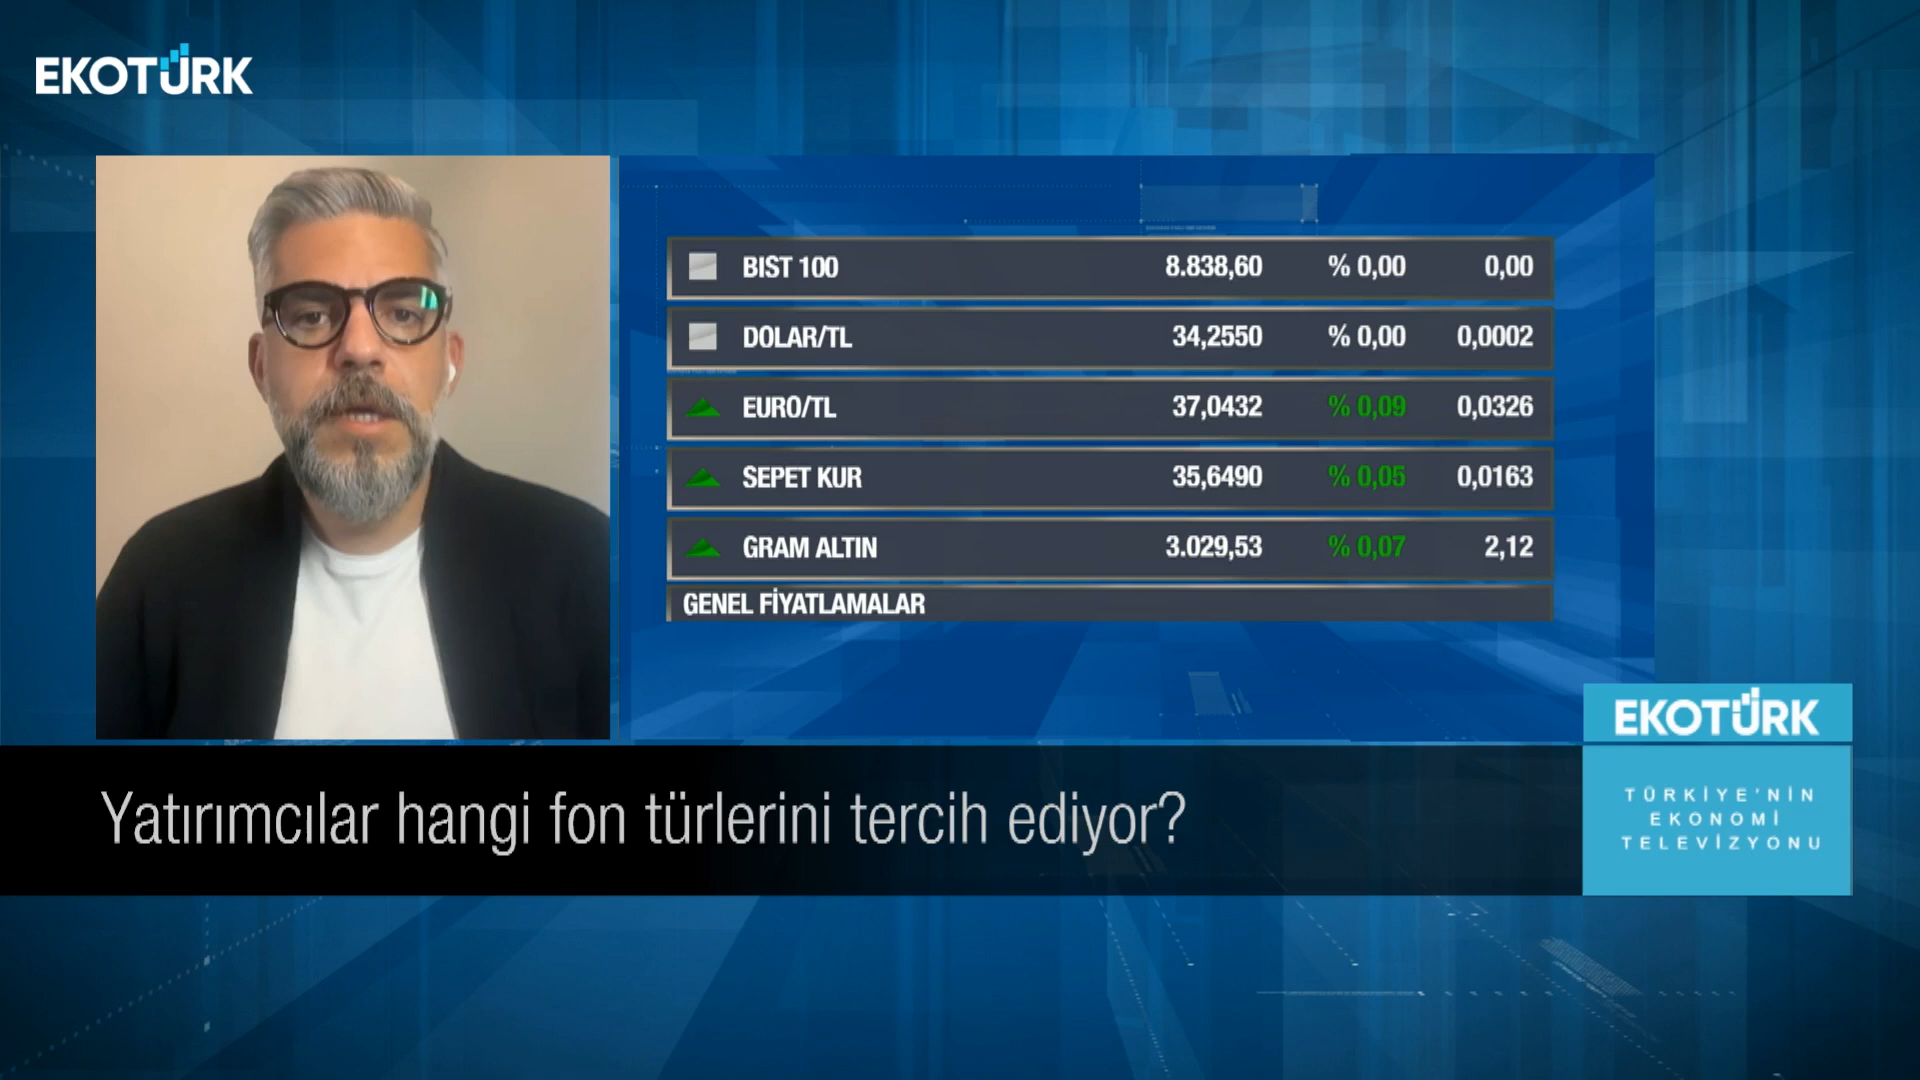 EKOTÜRK
BIST 100 8.838,60 % 0,00 0,00
DOLAR/TL 34,2550 % 0,00 0,0002
EURO/TL 37,0432 % 0,09 0,0326
SEPET KUR 35,6490 % 0,05 0,0163
GRAM ALTIN 3.029,53 % 0,07 2,12
GENEL FİYATLAMALAR
EKOTÜRK
Yatırımcılar hangi fon türlerini tercih ediyor?
TÜRKİYE'NİN
EKONOMİ
TELEVİZYONU